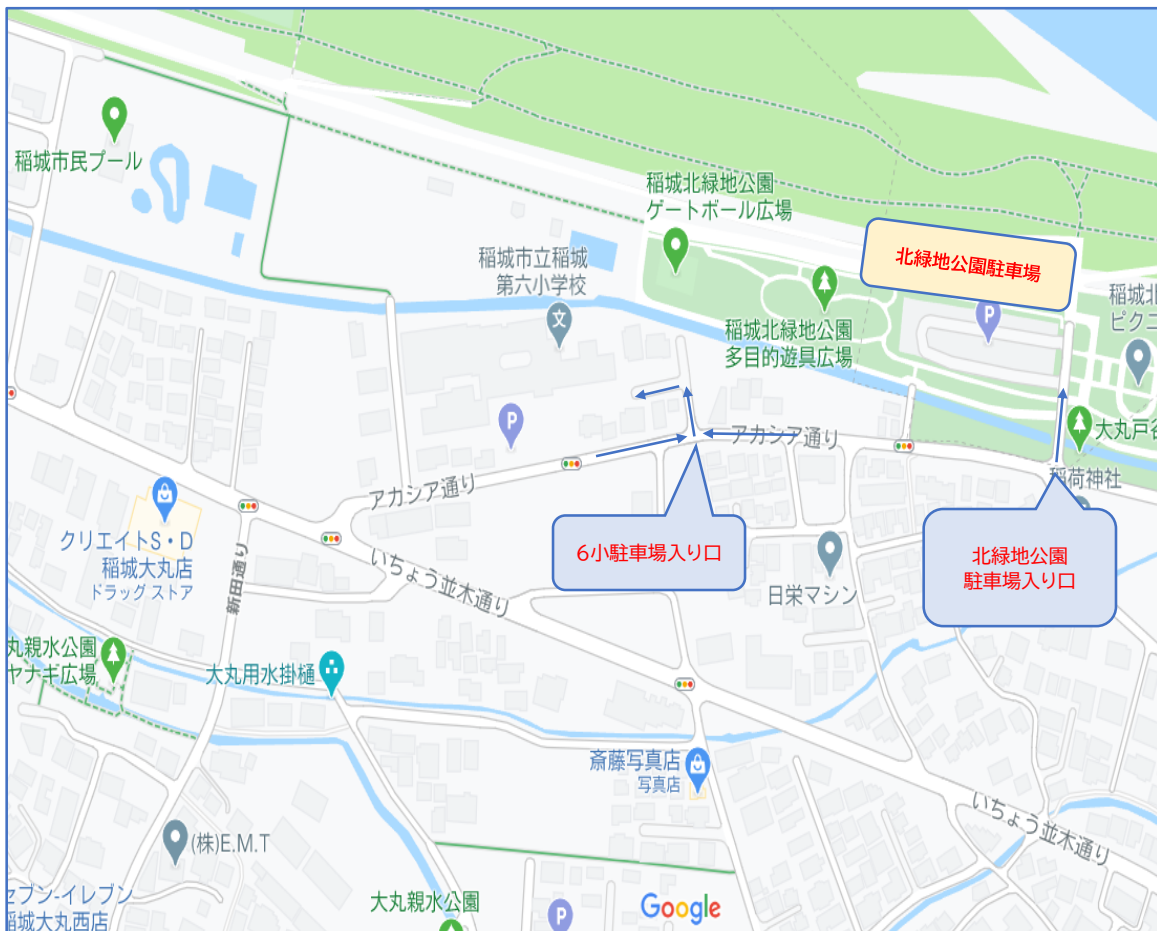 稲城市民プール
稲城北緑地公園
ゲートボール広場
北緑地公園駐車場
稲城市立稲城
第六小学校
文
稲城北緑地公園
多目的遊具広場
P
稲城北
ピクニ
P
アカシア通り
大丸戸谷
アカシア通り
稲荷神社
6小駐車場入り口
北緑地公園
駐車場入り口
クリエイトS・D
稲城大丸店
ドラッグストア
新田通り
いちょう並木通り
日栄マシン
丸親水公園
ヤナギ広場
大丸用水掛樋
斎藤写真店
写真店
いちょう並木通り
(株)E.M.T
セブン-イレブン
稲城大丸西店
大丸親水公園
P
Google